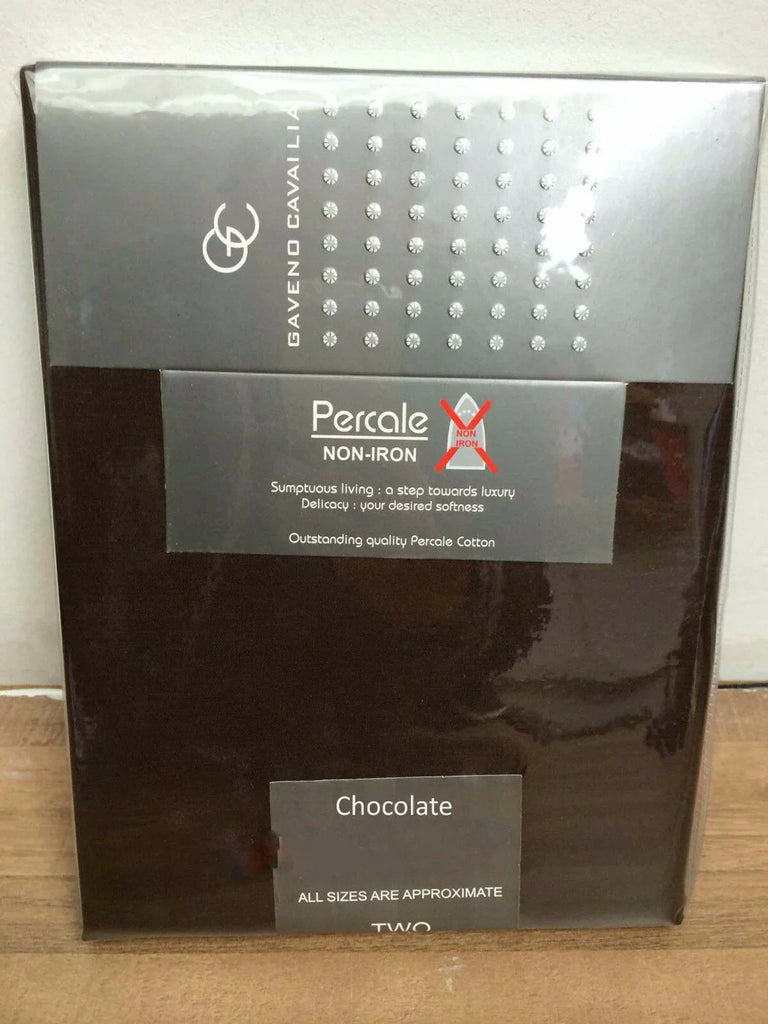 GC
GAVENO CAVAILIA
Percale
NON-IRON
NON
IRON
Sumptuous living : a step towards luxury
Delicacy : your desired softness
Outstanding quality Percale Cotton
Chocolate
ALL SIZES ARE APPROXIMATE
TWO